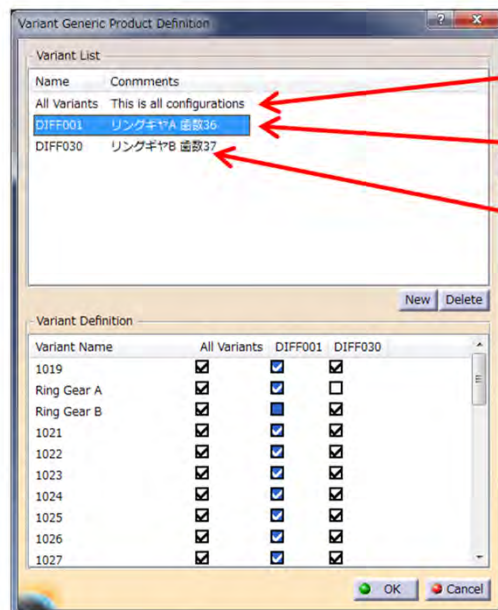 Variant Generic Product Definition
Variant List
Name Commments
All Variants This is all configurations
DIFF001 リングギヤA 歯数36
DIFF030 リングギヤB 歯数37
New Delete
Variant Definition
Variant Name All Variants DIFF001 DIFF030
1019
Ring Gear A
Ring Gear B
1021
1022
1023
1024
1025
1026
1027
OK Cancel